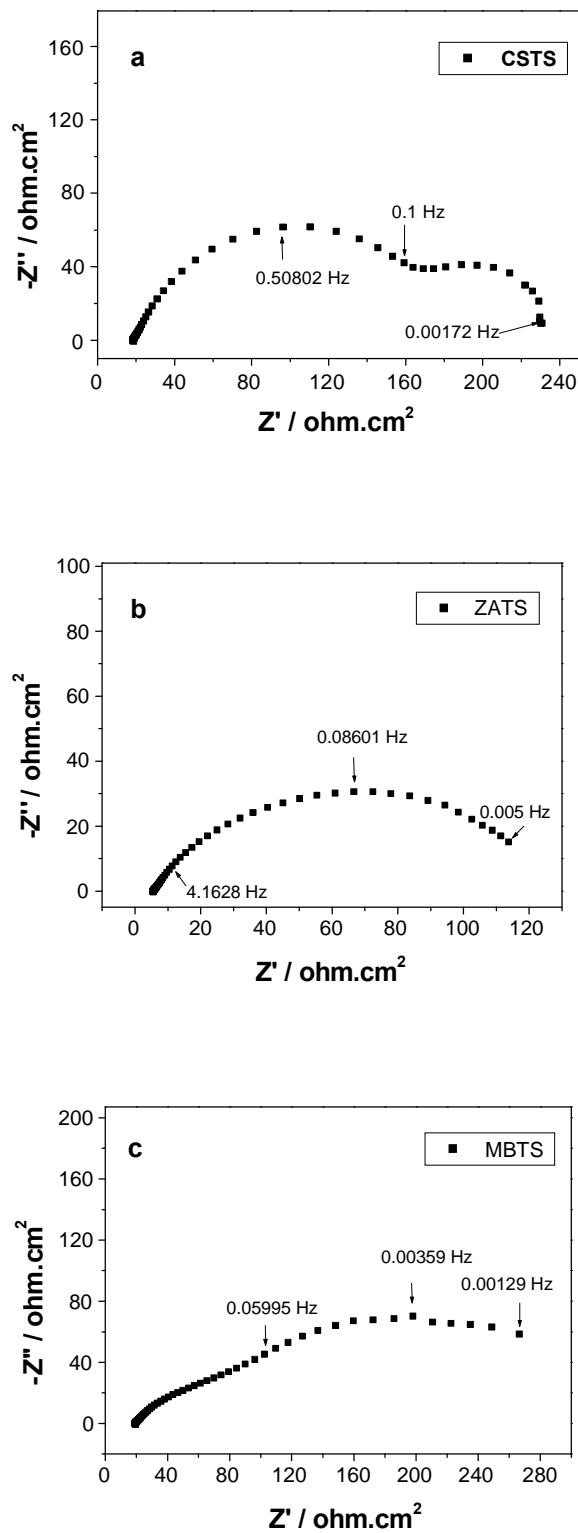 160
a
CSTS
120
-Z'' / ohm.cm²
80
0.1 Hz
40
0.50802 Hz
0.00172 Hz
0
0 40 80 120 160 200 240
Z' / ohm.cm²
100
b
ZATS
80
-Z'' / ohm.cm²
60
0.08601 Hz
40
0.005 Hz
20
4.1628 Hz
0
0 20 40 60 80 100 120
Z' / ohm.cm²
200
c
MBTS
160
-Z'' / ohm.cm²
120
0.00359 Hz
0.00129 Hz
80
0.05995 Hz
40
0
0 40 80 120 160 200 240 280
Z' / ohm.cm²